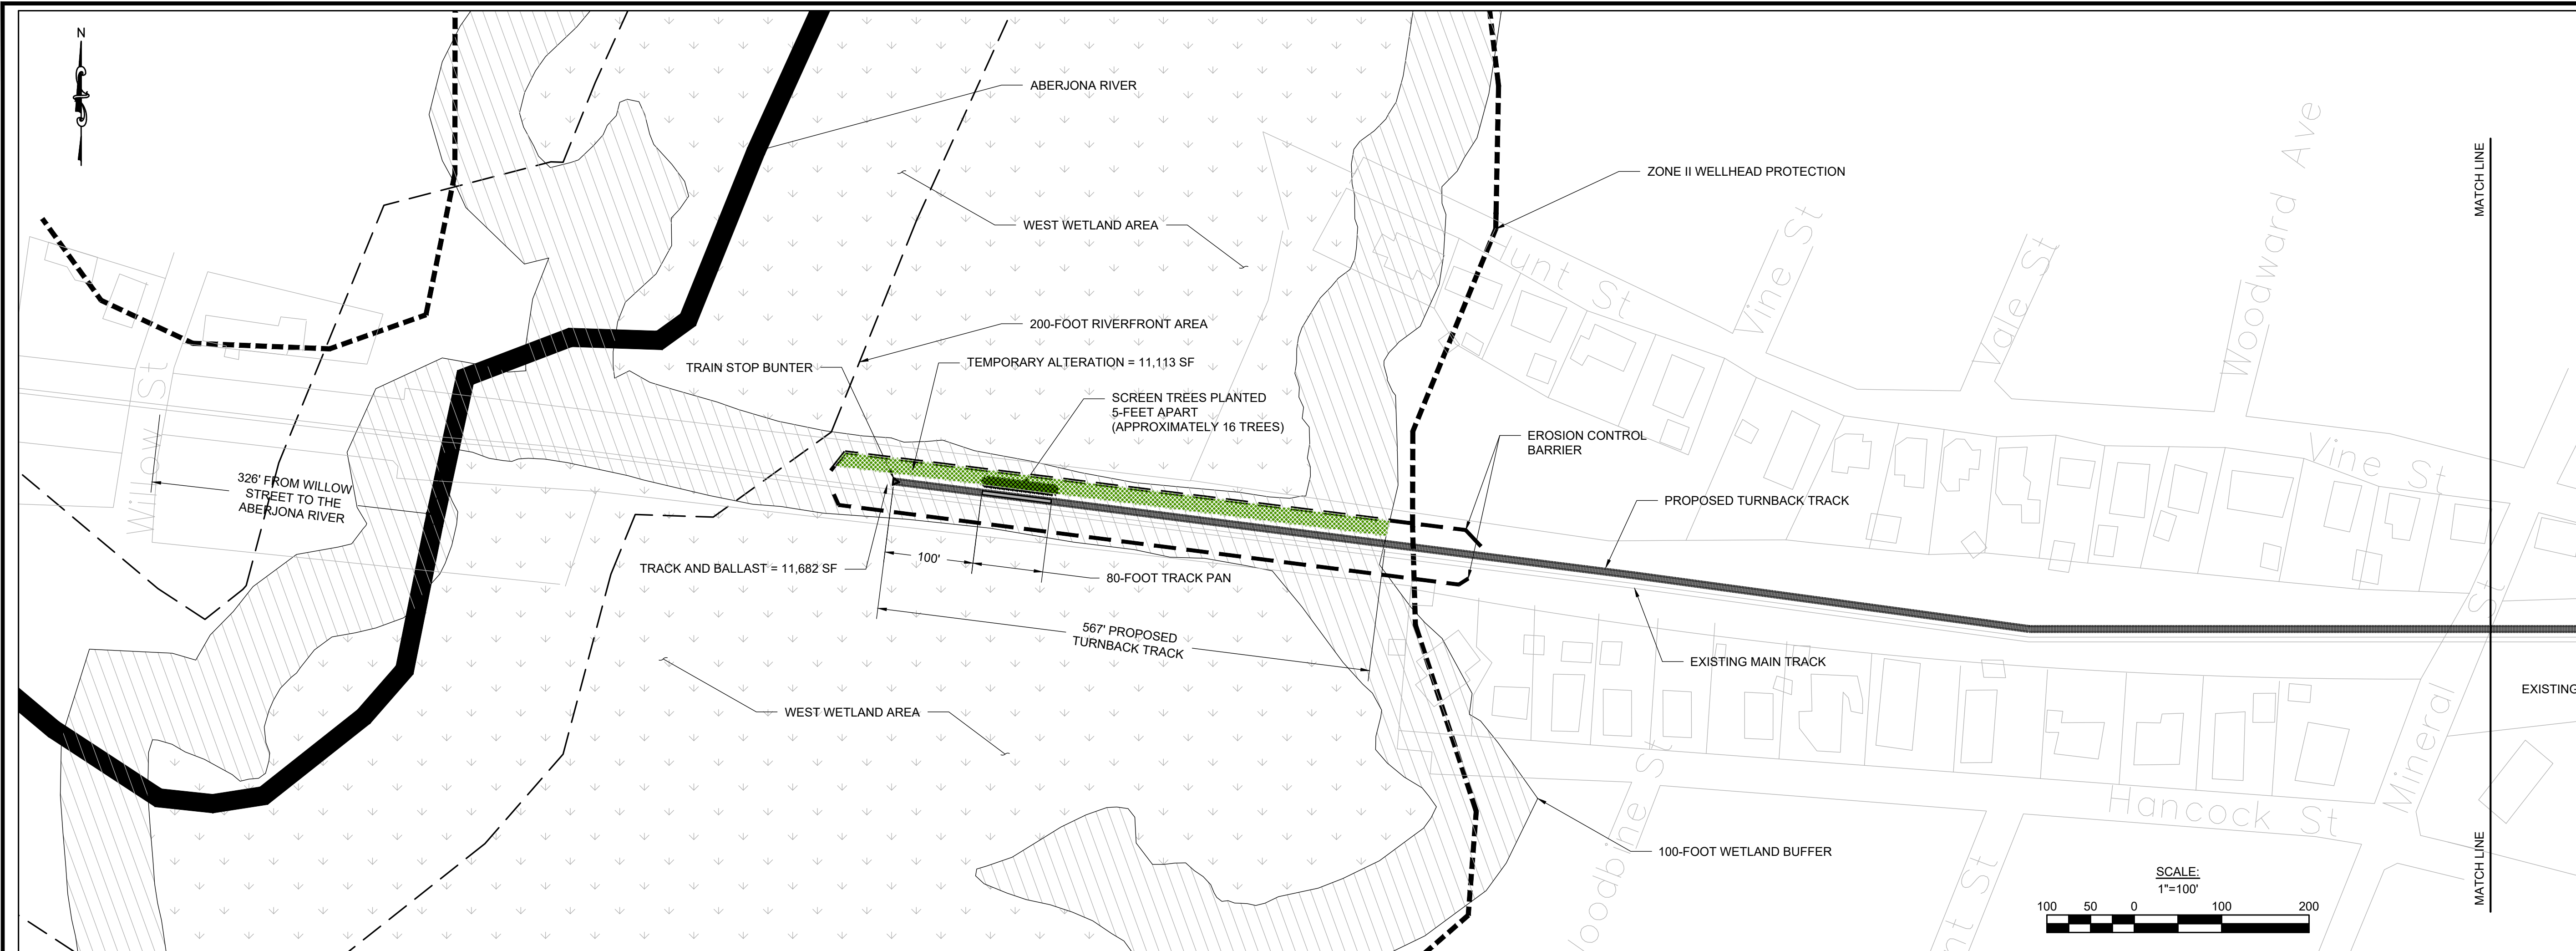 N
ABERJONA RIVER
ZONE II WELLHEAD PROTECTION
WEST WETLAND AREA
Woodward Ave
MATCH LINE
Vine St
Vale St
Hunt St
200-FOOT RIVERFRONT AREA
TRAIN STOP BUNTER
TEMPORARY ALTERATION = 11,113 SF
SCREEN TREES PLANTED
5-FEET APART
(APPROXIMATELY 16 TREES)
Willow St
EROSION CONTROL
BARRIER
Vine St
326' FROM WILLOW
STREET TO THE
ABERJONA RIVER
PROPOSED TURNBACK TRACK
TRACK AND BALLAST = 11,682 SF
100'
80-FOOT TRACK PAN
567' PROPOSED
TURNBACK TRACK
EXISTING MAIN TRACK
EXISTING
WEST WETLAND AREA
Mineral St
Hancock St
Woodbine St
100-FOOT WETLAND BUFFER
St
MATCH LINE
SCALE:
1"=100'
100 50 0 100 200